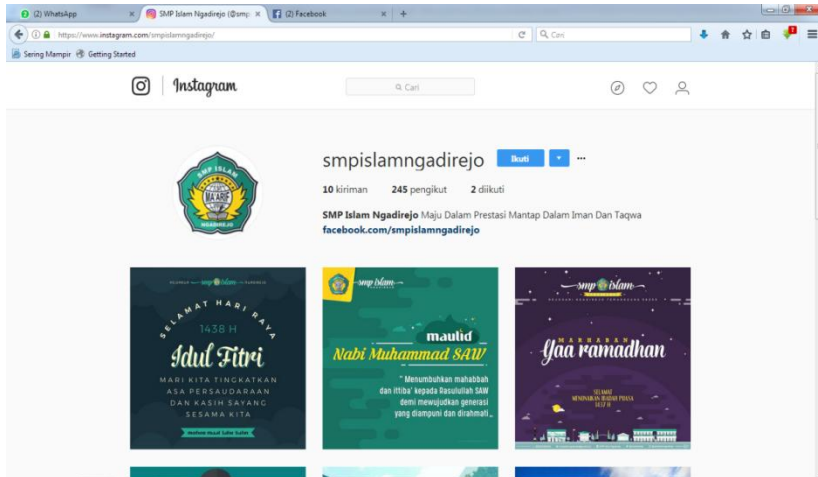 (2) WhatsApp
SMP Islam Ngadirejo (@smp
(2) Facebook
https://www.instagram.com/smpislamngadirejo/
Cari
Sering Mampir
Getting Started
Instagram
Cari
smpislamngadirejo
Ikuti
10 kiriman 245 pengikut 2 diikuti
SMP Islam Ngadirejo Maju Dalam Prestasi Mantap Dalam Iman Dan Taqwa
facebook.com/smpislamngadirejo
SMP ISLAM
MA'ARIF
NGADIREJO
smp islam
SELAMAT HARI RAYA
1438 H
Idul Fitri
MARI KITA TINGKATKAN
ASA PERSAUDARAAN
DAN KASIH SAYANG
SESAMA KITA
smp islam
maulid
Nabi Muhammad SAW
" Menumbuhkan mahabbah
dan ittiba' kepada Rasulullah SAW
demi mewujudkan generasi
yang diampuni dan dirahmati "
smp islam
MARHABAN
Yaa ramadhan
SELAMAT
MENUNAIKAN IBADAH PUASA